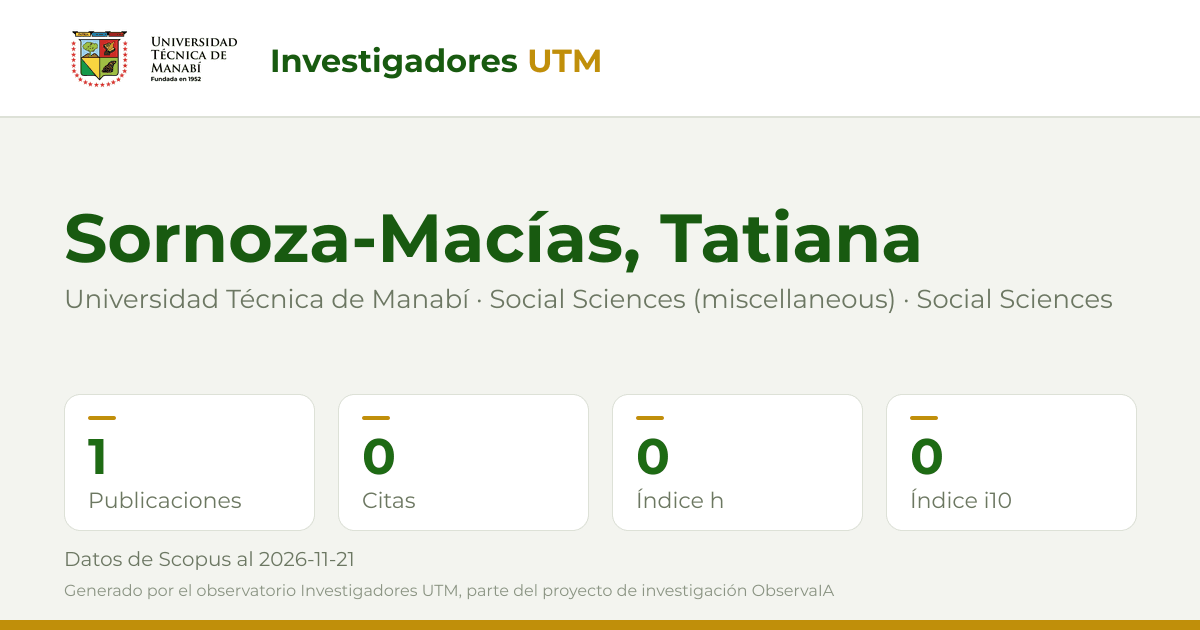 UNIVERSIDAD
TÉCNICA DE
MANABÍ
Fundada en 1952
Investigadores UTM
Sornoza-Macías, Tatiana
Universidad Técnica de Manabí · Social Sciences (miscellaneous) · Social Sciences
1
Publicaciones
0
Citas
0
Índice h
0
Índice i10
Datos de Scopus al 2026-11-21
Generado por el observatorio Investigadores UTM, parte del proyecto de investigación ObservaIA